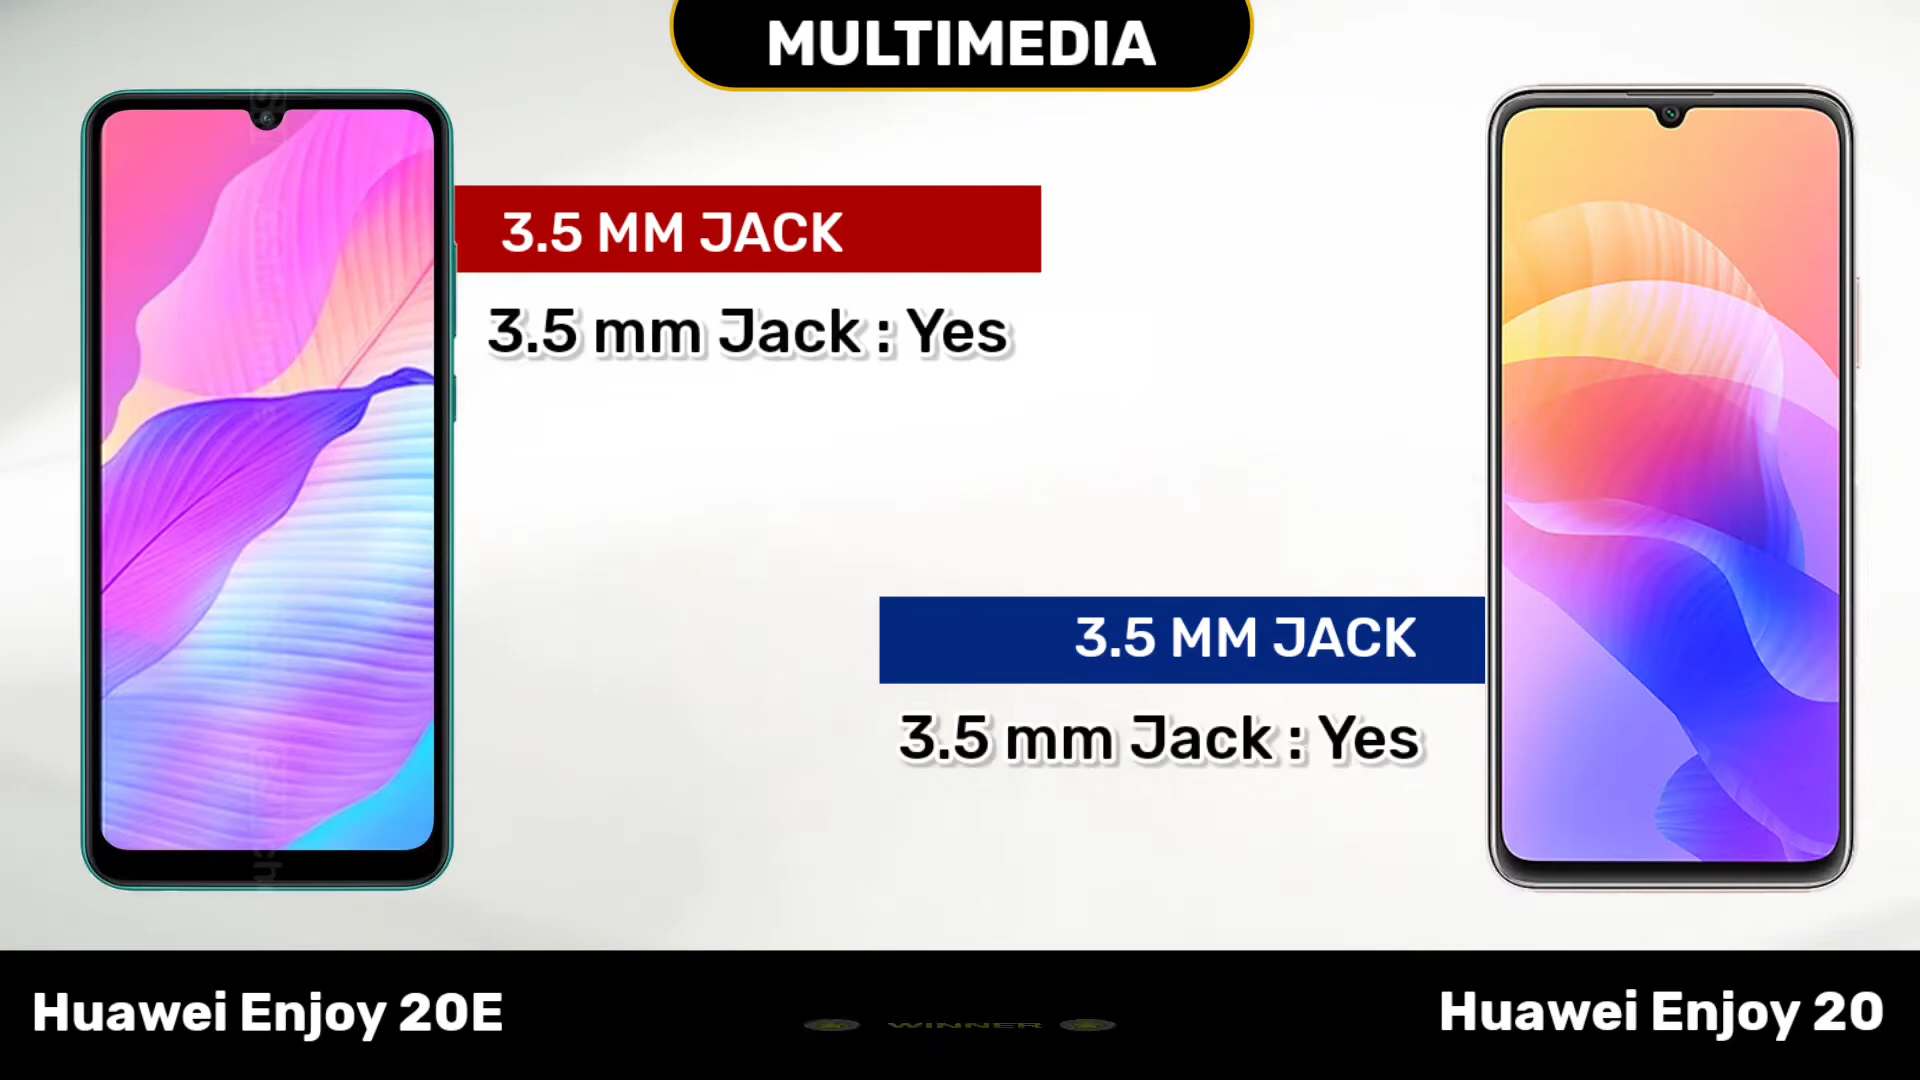 MULTIMEDIA
3.5 MM JACK
3.5 mm Jack : Yes
3.5 MM JACK
3.5 mm Jack : Yes
Huawei Enjoy 20E
WINNER
Huawei Enjoy 20